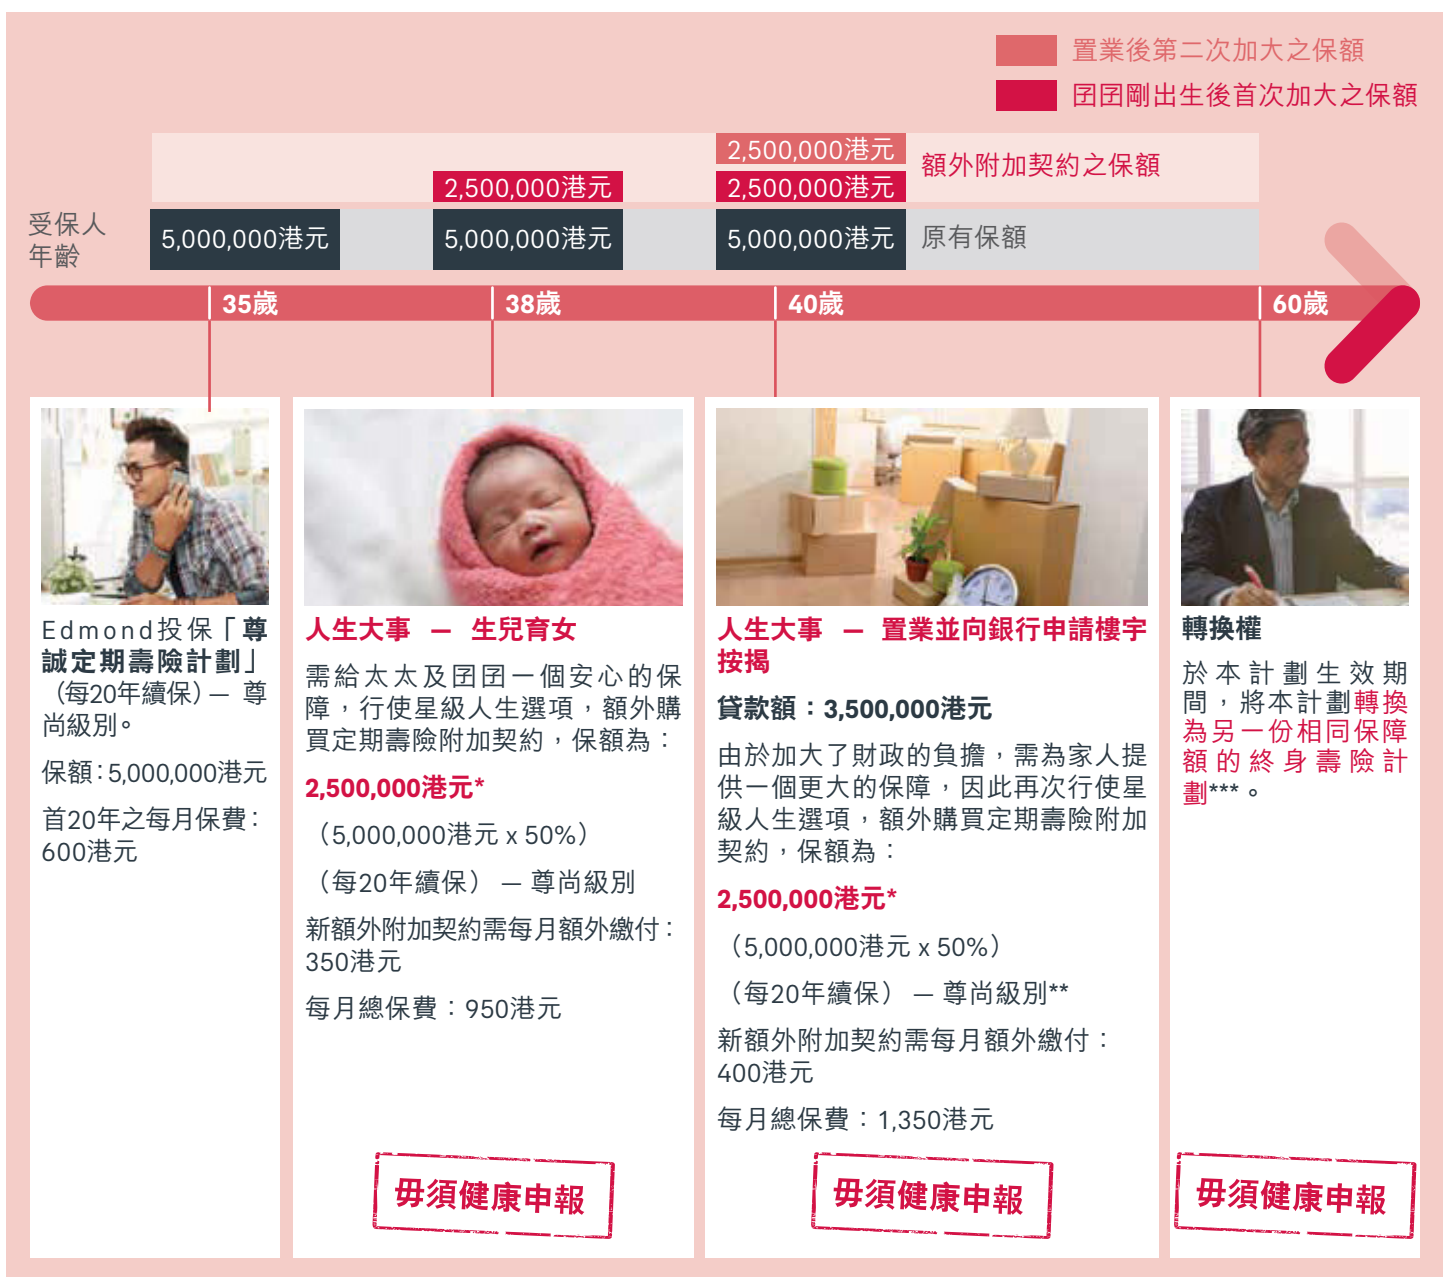 置業後第二次加大之保額
囝囝剛出生後首次加大之保額
2,500,000港元
額外附加契約之保額
2,500,000港元
2,500,000港元
受保人
年齡
5,000,000港元
5,000,000港元
5,000,000港元
原有保額
35歲
38歲
40歲
60歲
Edmond投保「尊
誠定期壽險計劃」
（每20年續保）— 尊
尚級別。
保額：5,000,000港元
首20年之每月保費：
600港元
人生大事 — 生兒育女
需給太太及囝囝一個安心的保
障，行使星級人生選項，額外購
買定期壽險附加契約，保額為：
2,500,000港元*
（5,000,000港元 x 50%）
（每20年續保） — 尊尚級別
新額外附加契約需每月額外繳付：
350港元
每月總保費：950港元
毋須健康申報
人生大事 — 置業並向銀行申請樓宇
按揭
貸款額：3,500,000港元
由於加大了財政的負擔，需為家人提
供一個更大的保障，因此再次行使星
級人生選項，額外購買定期壽險附加
契約，保額為：
2,500,000港元*
（5,000,000港元 x 50%）
（每20年續保） — 尊尚級別**
新額外附加契約需每月額外繳付：
400港元
每月總保費：1,350港元
毋須健康申報
轉換權
於本計劃生效期
間，將本計劃轉換
為另一份相同保障
額的終身壽險計
劃***。
毋須健康申報